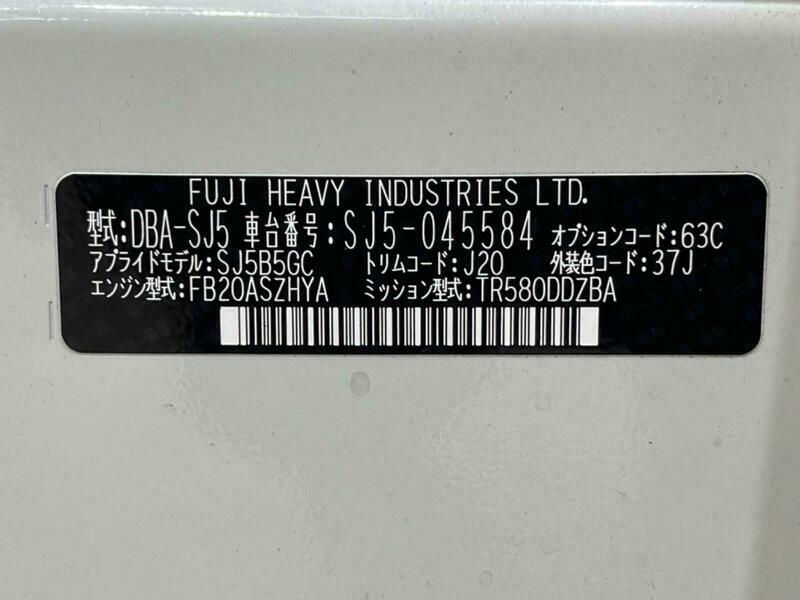 FUJI HEAVY INDUSTRIES LTD.
型式:DBA-SJ5 車台番号:SJ5-045584 オプションコード:63C
アプライドモデル:SJ5B5GC トリムコード:J20 外装色コード:37J
エンジン型式:FB20ASZHYA ミッション型式:TR580DDZBA